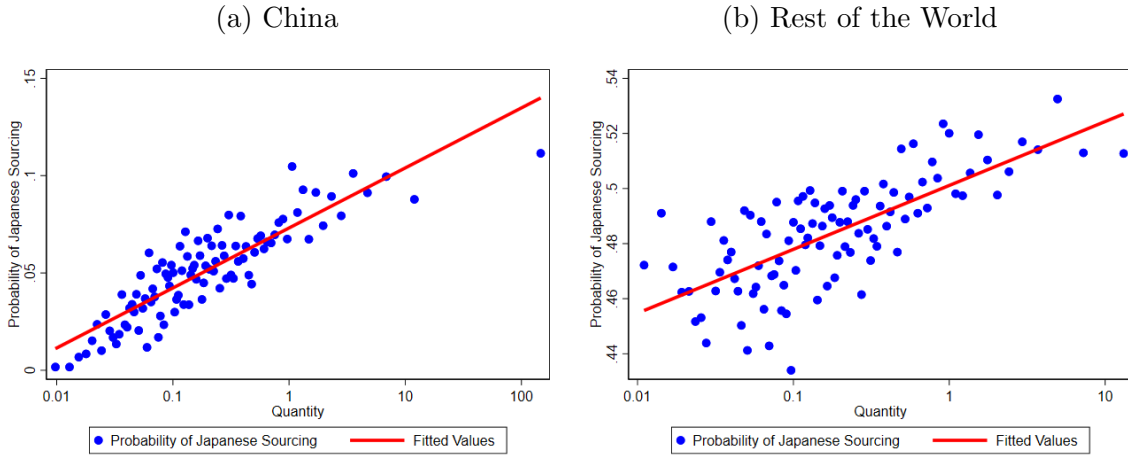 (a) China
(b) Rest of the World
Probability of Japanese Sourcing
.15
.1
.05
0
0.01 0.1 1 10 100
Quantity
Probability of Japanese Sourcing Fitted Values
Probability of Japanese Sourcing
.54
.52
.5
.48
.46
.44
0.01 0.1 1 10
Quantity
Probability of Japanese Sourcing Fitted Values